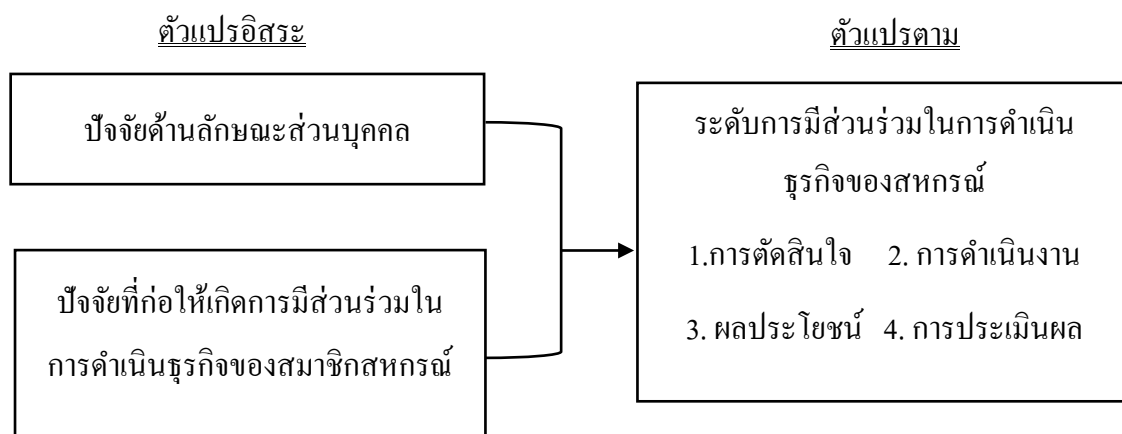 ตัวแปรอิสระ
ตัวแปรตาม
ปัจจัยด้านลักษณะส่วนบุคคล
ปัจจัยที่ก่อให้เกิดการมีส่วนร่วมใน
การดำเนินธุรกิจของสมาชิกสหกรณ์
ระดับการมีส่วนร่วมในการดำเนิน
ธุรกิจของสหกรณ์
1.การตัดสินใจ 2. การดำเนินงาน
3. ผลประโยชน์ 4. การประเมินผล